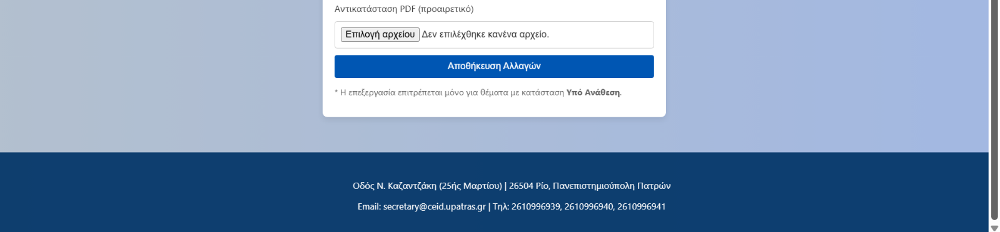 Αντικατάσταση PDF (προαιρετικό)
Επιλογή αρχείου Δεν επιλέχθηκε κανένα αρχείο.
Αποθήκευση Αλλαγών
* Η επεξεργασία επιτρέπεται μόνο για θέματα με κατάσταση Υπό Ανάθεση.
Οδός Ν. Καζαντζάκη (25ής Μαρτίου) | 26504 Ρίο, Πανεπιστημιούπολη Πατρών
Email: secretary@ceid.upatras.gr | Τηλ: 2610996939, 2610996940, 2610996941